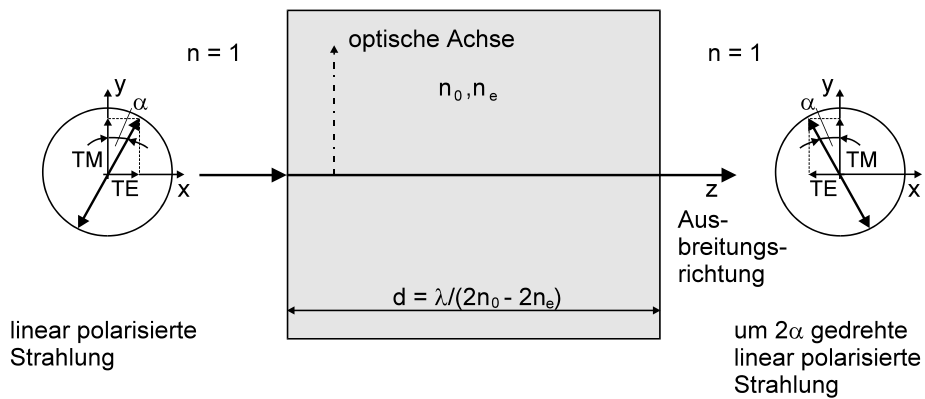 optische Achse
n = 1
n = 1
n₀,nₑ
y
α
TM
TE
x
y
α
TM
TE
x
z
Aus-
breitungs-
richtung
d = λ/(2n₀ - 2nₑ)
linear polarisierte
Strahlung
um 2α gedrehte
linear polarisierte
Strahlung